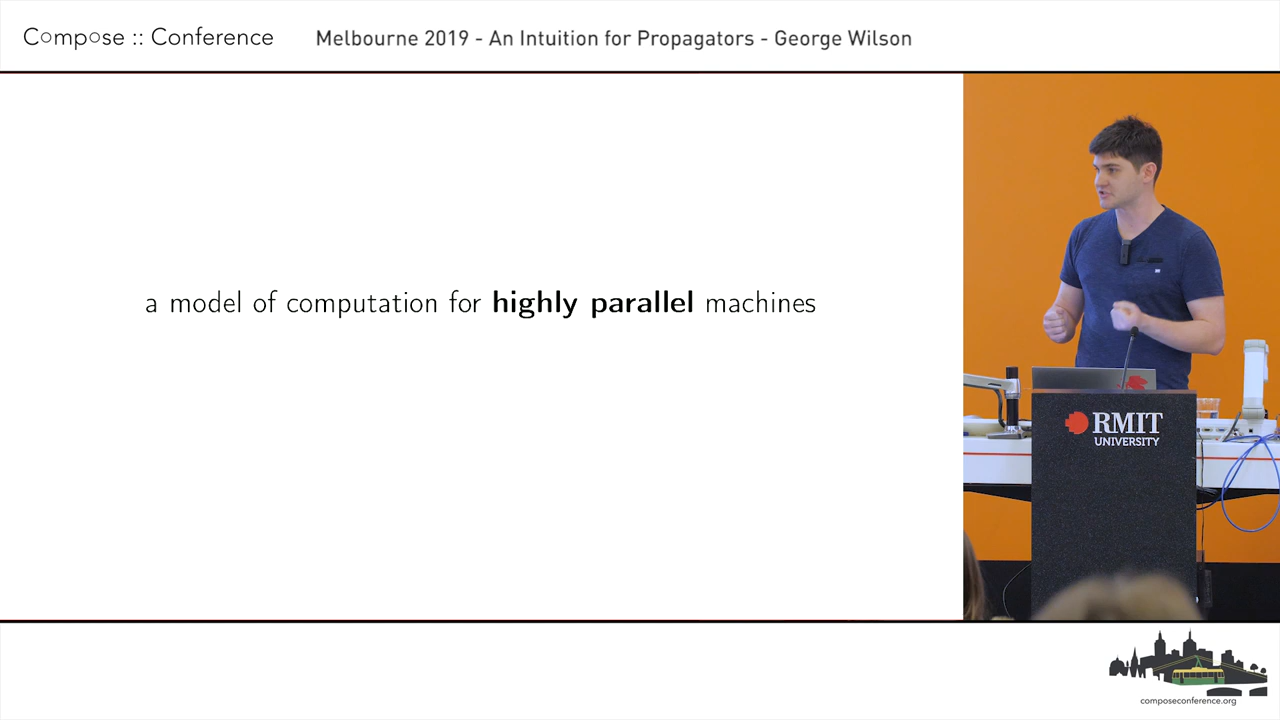 Compose :: Conference
Melbourne 2019 - An Intuition for Propagators - George Wilson
a model of computation for highly parallel machines
RMIT
UNIVERSITY
composeconference.org